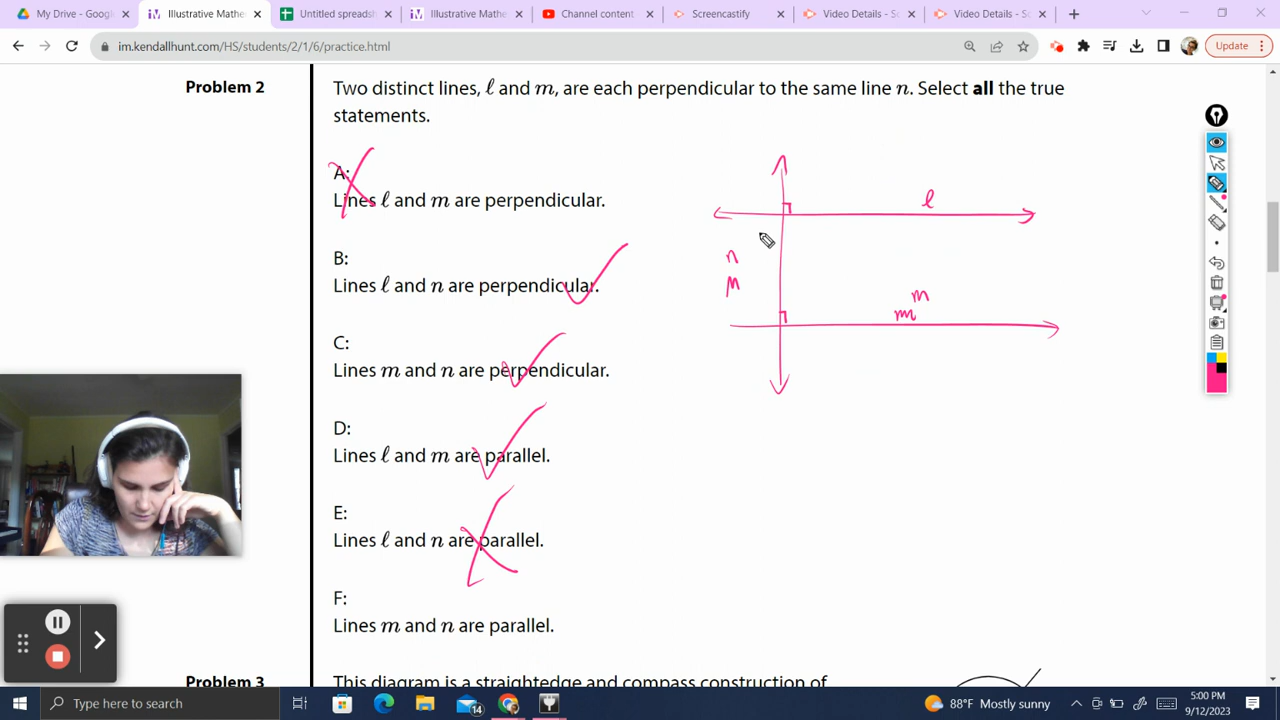 My Drive - Google
Illustrative Mathe
Untitled spreadsh
Illustrative Mathe
Channel content
Screencastify
Video Details - Sc
Video Details - Sc
im.kendallhunt.com/HS/students/2/1/6/practice.html
Update
Problem 2
Two distinct lines, ℓ and m, are each perpendicular to the same line n. Select all the true
statements.
A:
Lines ℓ and m are perpendicular.
B:
Lines ℓ and n are perpendicular.
C:
Lines m and n are perpendicular.
D:
Lines ℓ and m are parallel.
E:
Lines ℓ and n are parallel.
F:
Lines m and n are parallel.
ℓ
n
m
m
m
Problem 3
This diagram is a straightedge and compass construction of
Type here to search
14
88°F Mostly sunny
5:00 PM
9/12/2023